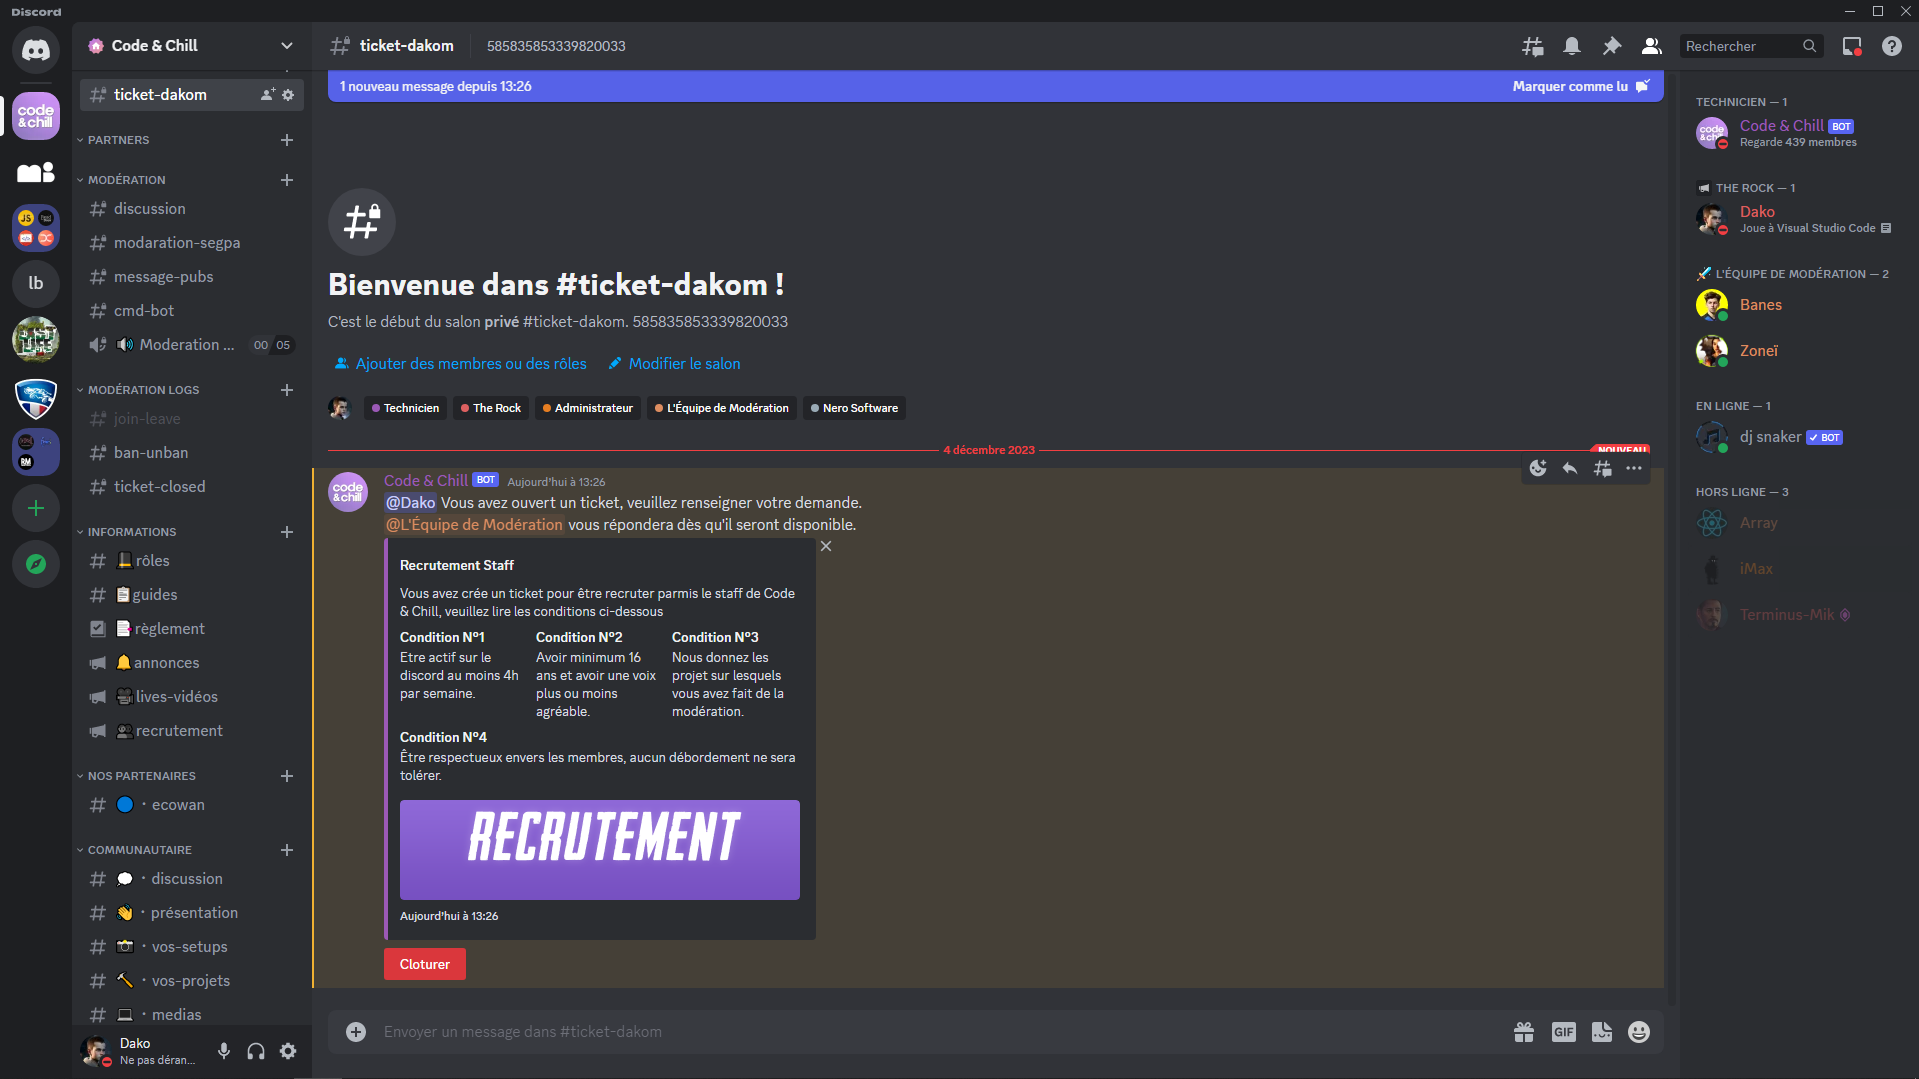 Discord
Code & Chill
ticket-dakom
585835853339820033
Rechercher
code
&chill
lb
JS
RM
ticket-dakom
PARTNERS
MODÉRATION
discussion
modaration-segpa
message-pubs
cmd-bot
Moderation ...
00 05
MODÉRATION LOGS
join-leave
ban-unban
ticket-closed
INFORMATIONS
rôles
guides
règlement
annonces
lives-vidéos
recrutement
NOS PARTENAIRES
・ecowan
COMMUNAUTAIRE
・discussion
・présentation
・vos-setups
・vos-projets
・medias
Dako
Ne pas déran...
1 nouveau message depuis 13:26
Marquer comme lu
Bienvenue dans #ticket-dakom !
C'est le début du salon privé #ticket-dakom. 585835853339820033
Ajouter des membres ou des rôles
Modifier le salon
Technicien
The Rock
Administrateur
L'Équipe de Modération
Nero Software
4 décembre 2023
NOUVEAU
code
&chill
Code & Chill BOT Aujourd'hui à 13:26
@Dako Vous avez ouvert un ticket, veuillez renseigner votre demande.
@L'Équipe de Modération vous répondera dès qu'il seront disponible.
Recrutement Staff
Vous avez crée un ticket pour être recruter parmis le staff de Code
& Chill, veuillez lire les conditions ci-dessous
Condition N°1
Etre actif sur le
discord au moins 4h
par semaine.
Condition N°2
Avoir minimum 16
ans et avoir une voix
plus ou moins
agréable.
Condition N°3
Nous donnez les
projet sur lesquels
vous avez fait de la
modération.
Condition N°4
Être respectueux envers les membres, aucun débordement ne sera
tolérer.
RECRUTEMENT
Aujourd'hui à 13:26
Cloturer
Envoyer un message dans #ticket-dakom
GIF
TECHNICIEN — 1
code
&chill
Code & Chill BOT
Regarde 439 membres
THE ROCK — 1
Dako
Joue à Visual Studio Code
L'ÉQUIPE DE MODÉRATION — 2
Banes
Zoneï
EN LIGNE — 1
dj snaker BOT
HORS LIGNE — 3
Array
iMax
Terminus-Mik